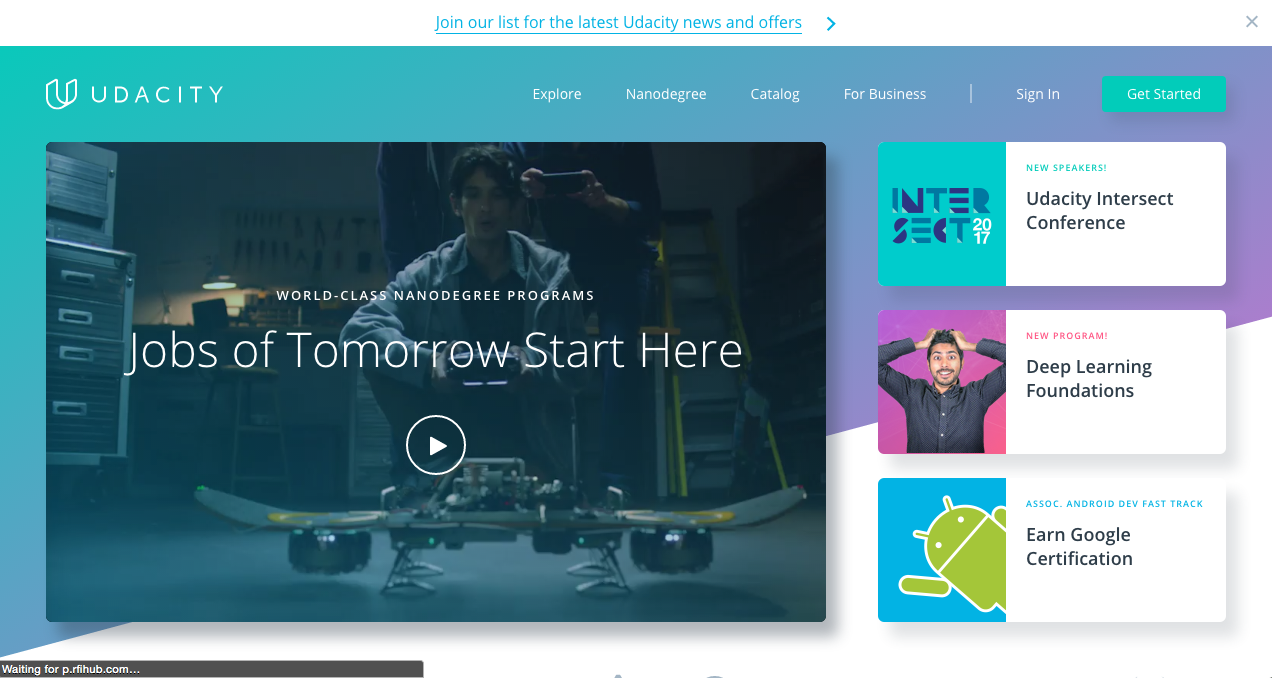 Join our list for the latest Udacity news and offers
UDACITY
Explore
Nanodegree
Catalog
For Business
Sign In
Get Started
WORLD-CLASS NANODEGREE PROGRAMS
Jobs of Tomorrow Start Here
INTER
SECT 20
17
NEW SPEAKERS!
Udacity Intersect
Conference
NEW PROGRAM!
Deep Learning
Foundations
ASSOC. ANDROID DEV FAST TRACK
Earn Google
Certification
Waiting for p.rfihub.com...